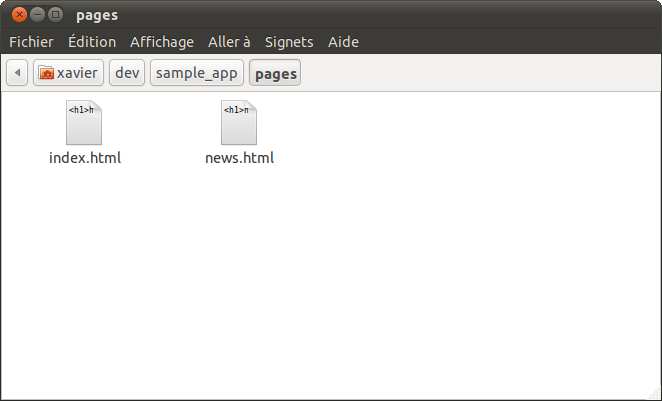 pages
Fichier Édition Affichage Aller à Signets Aide
xavier dev sample_app pages
<h1>h <h1>n
index.html news.html